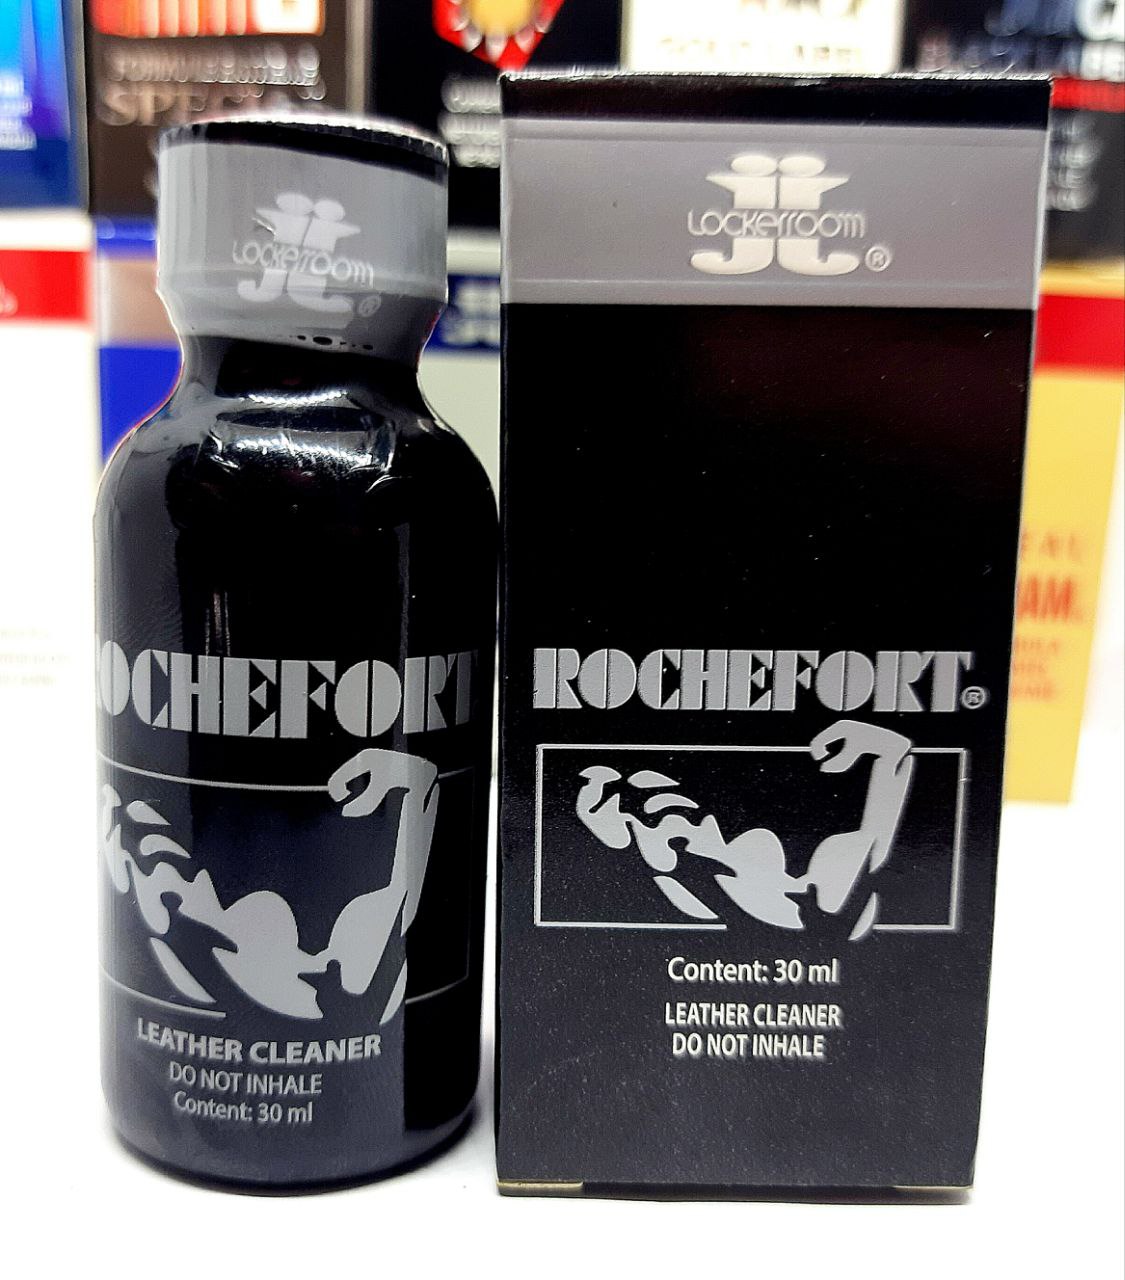 LOCKERROOM
®
ROCHEFORT
LEATHER CLEANER
DO NOT INHALE
Content: 30 ml
LOCKERROOM
®
ROCHEFORT®
Content: 30 ml
LEATHER CLEANER
DO NOT INHALE